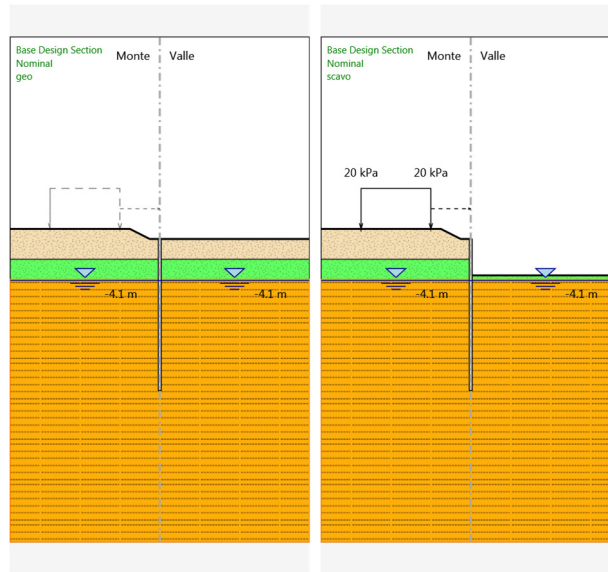 Base Design Section
Nominal
geo
Monte
Valle
-4.1 m
-4.1 m
Base Design Section
Nominal
scavo
Monte
Valle
20 kPa
20 kPa
-4.1 m
-4.1 m